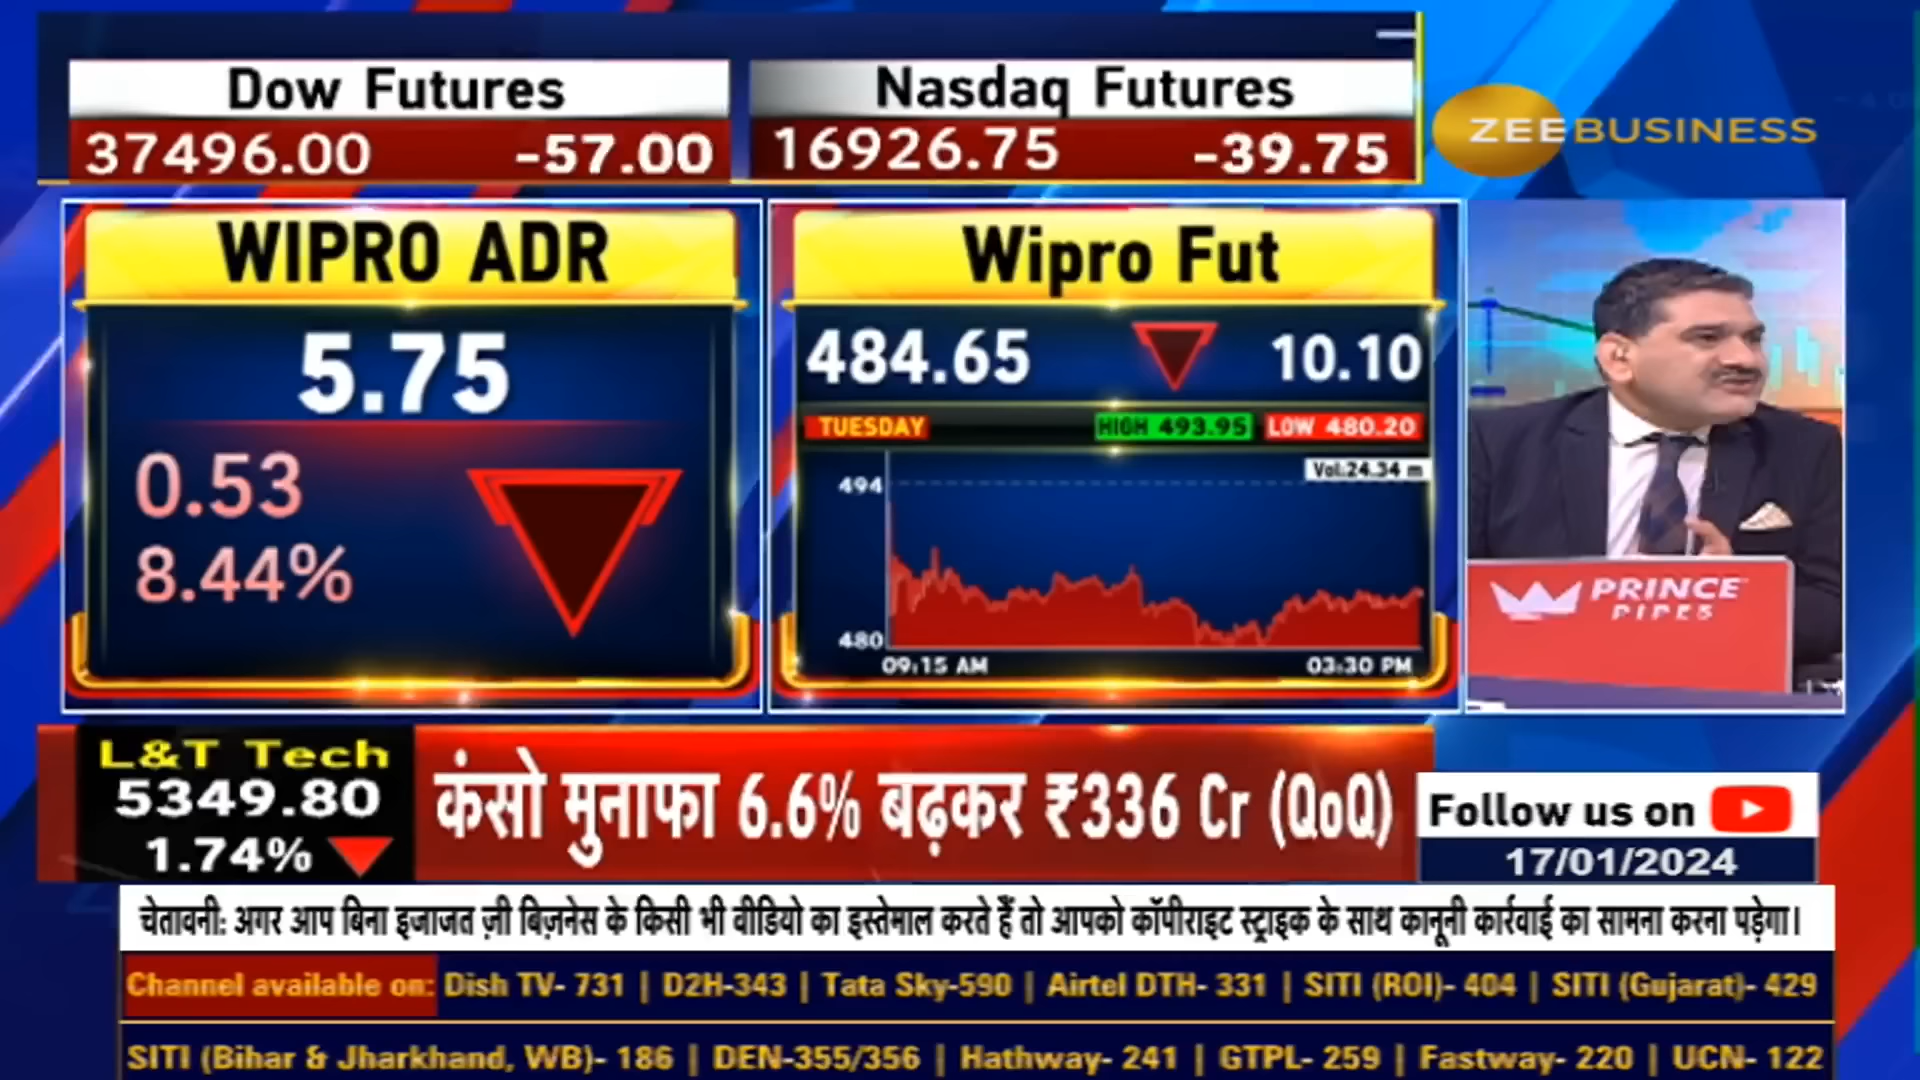 Dow Futures
37496.00 -57.00
Nasdaq Futures
16926.75 -39.75
ZEEBUSINESS
WIPRO ADR
5.75
0.53
8.44%
Wipro Fut
484.65 10.10
TUESDAY HIGH 493.95 LOW 480.20
Vol:24.34 m
494
480
09:15 AM 03:30 PM
PRINCE
PIPES
L&T Tech
5349.80
1.74%
कंसो मुनाफा 6.6% बढ़कर ₹336 Cr (QoQ)
Follow us on
17/01/2024
चेतावनी: अगर आप बिना इजाजत ज़ी बिज़नेस के किसी भी वीडियो का इस्तेमाल करते हैं तो आपको कॉपीराइट स्ट्राइक के साथ कानूनी कार्रवाई का सामना करना पड़ेगा।
Channel available on: Dish TV- 731 | D2H-343 | Tata Sky-590 | Airtel DTH- 331 | SITI (ROI)- 404 | SITI (Gujarat)- 429
SITI (Bihar & Jharkhand, WB)- 186 | DEN-355/356 | Hathway- 241 | GTPL- 259 | Fastway- 220 | UCN- 122